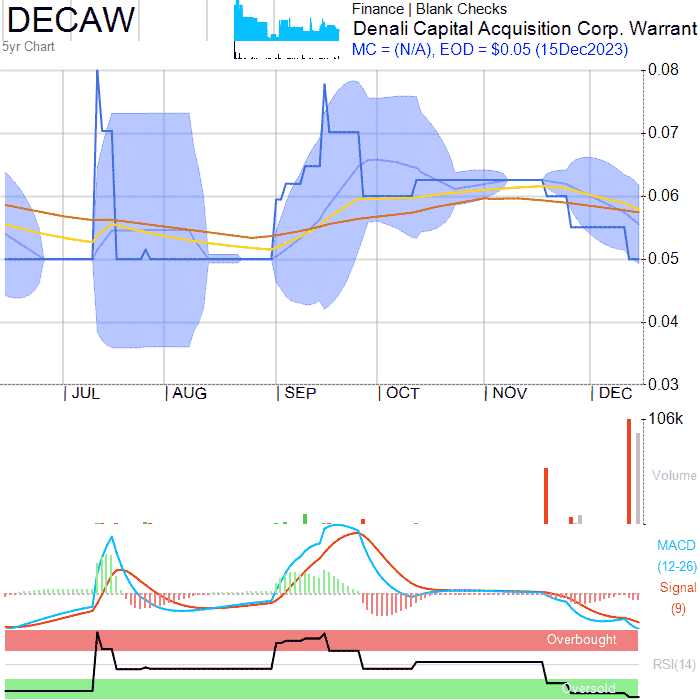 DECAW
5yr Chart
Finance | Blank Checks
Denali Capital Acquisition Corp. Warrant
MC = (N/A), EOD = $0.05 (15Dec2023)
0.08
0.07
0.06
0.05
0.04
0.03
JUL AUG SEP OCT NOV DEC
106k
Volume
MACD
(12-26)
Signal
(9)
Overbought
RSI(14)
Oversold